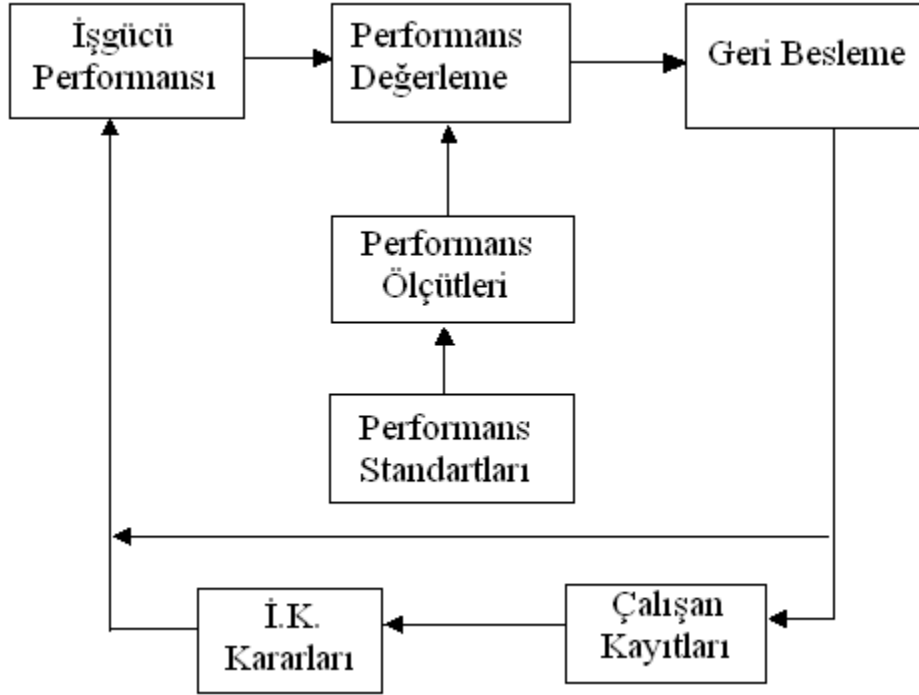 İşgücü
Performansı
Performans
Değerleme
Geri Besleme
Performans
Ölçütleri
Performans
Standartları
İ.K.
Kararları
Çalışan
Kayıtları